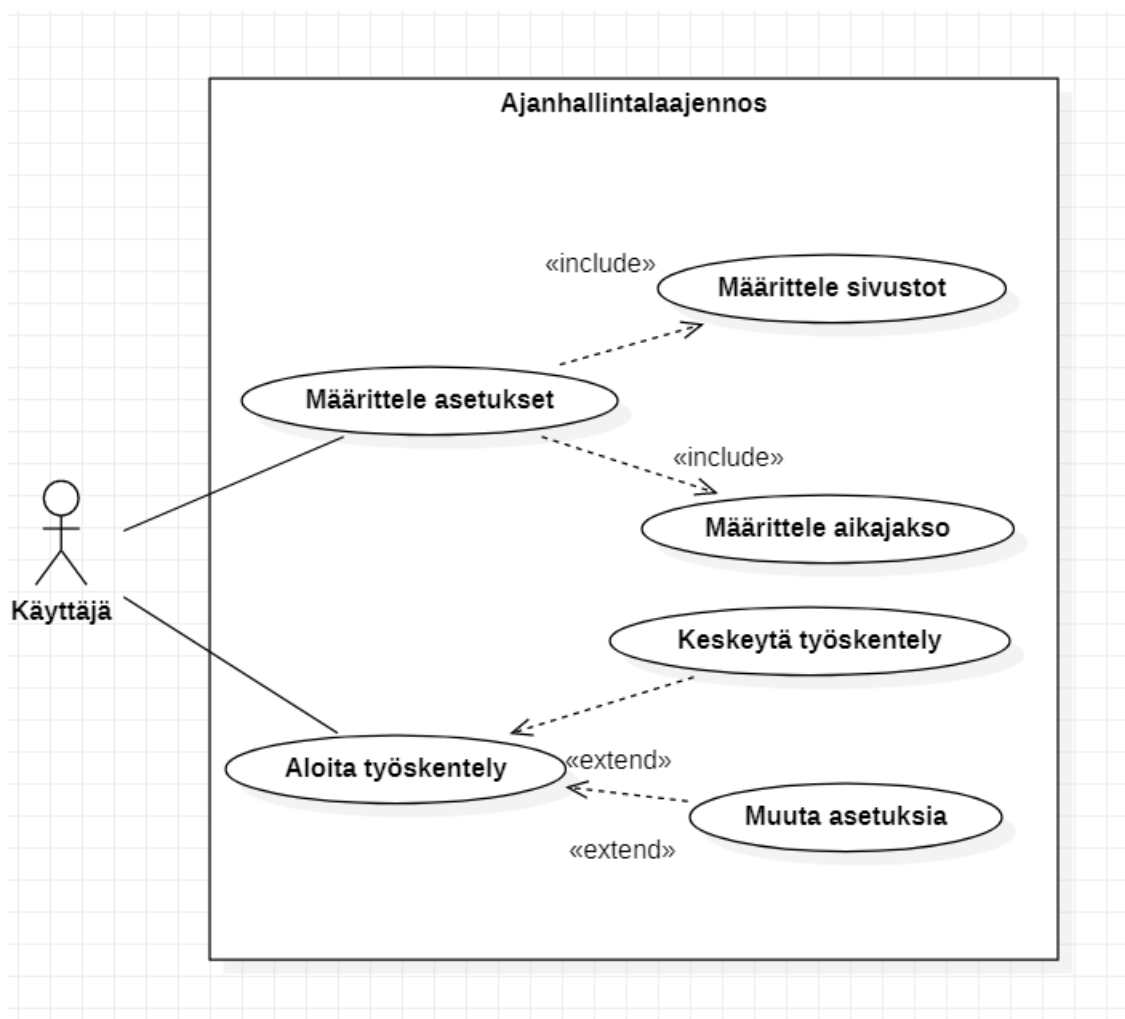 Ajanhallintalaajennos
«include»
Määrittele sivustot
Määrittele asetukset
«include»
Määrittele aikajakso
Käyttäjä
Keskeytä työskentely
Aloita työskentely
«extend»
Muuta asetuksia
«extend»